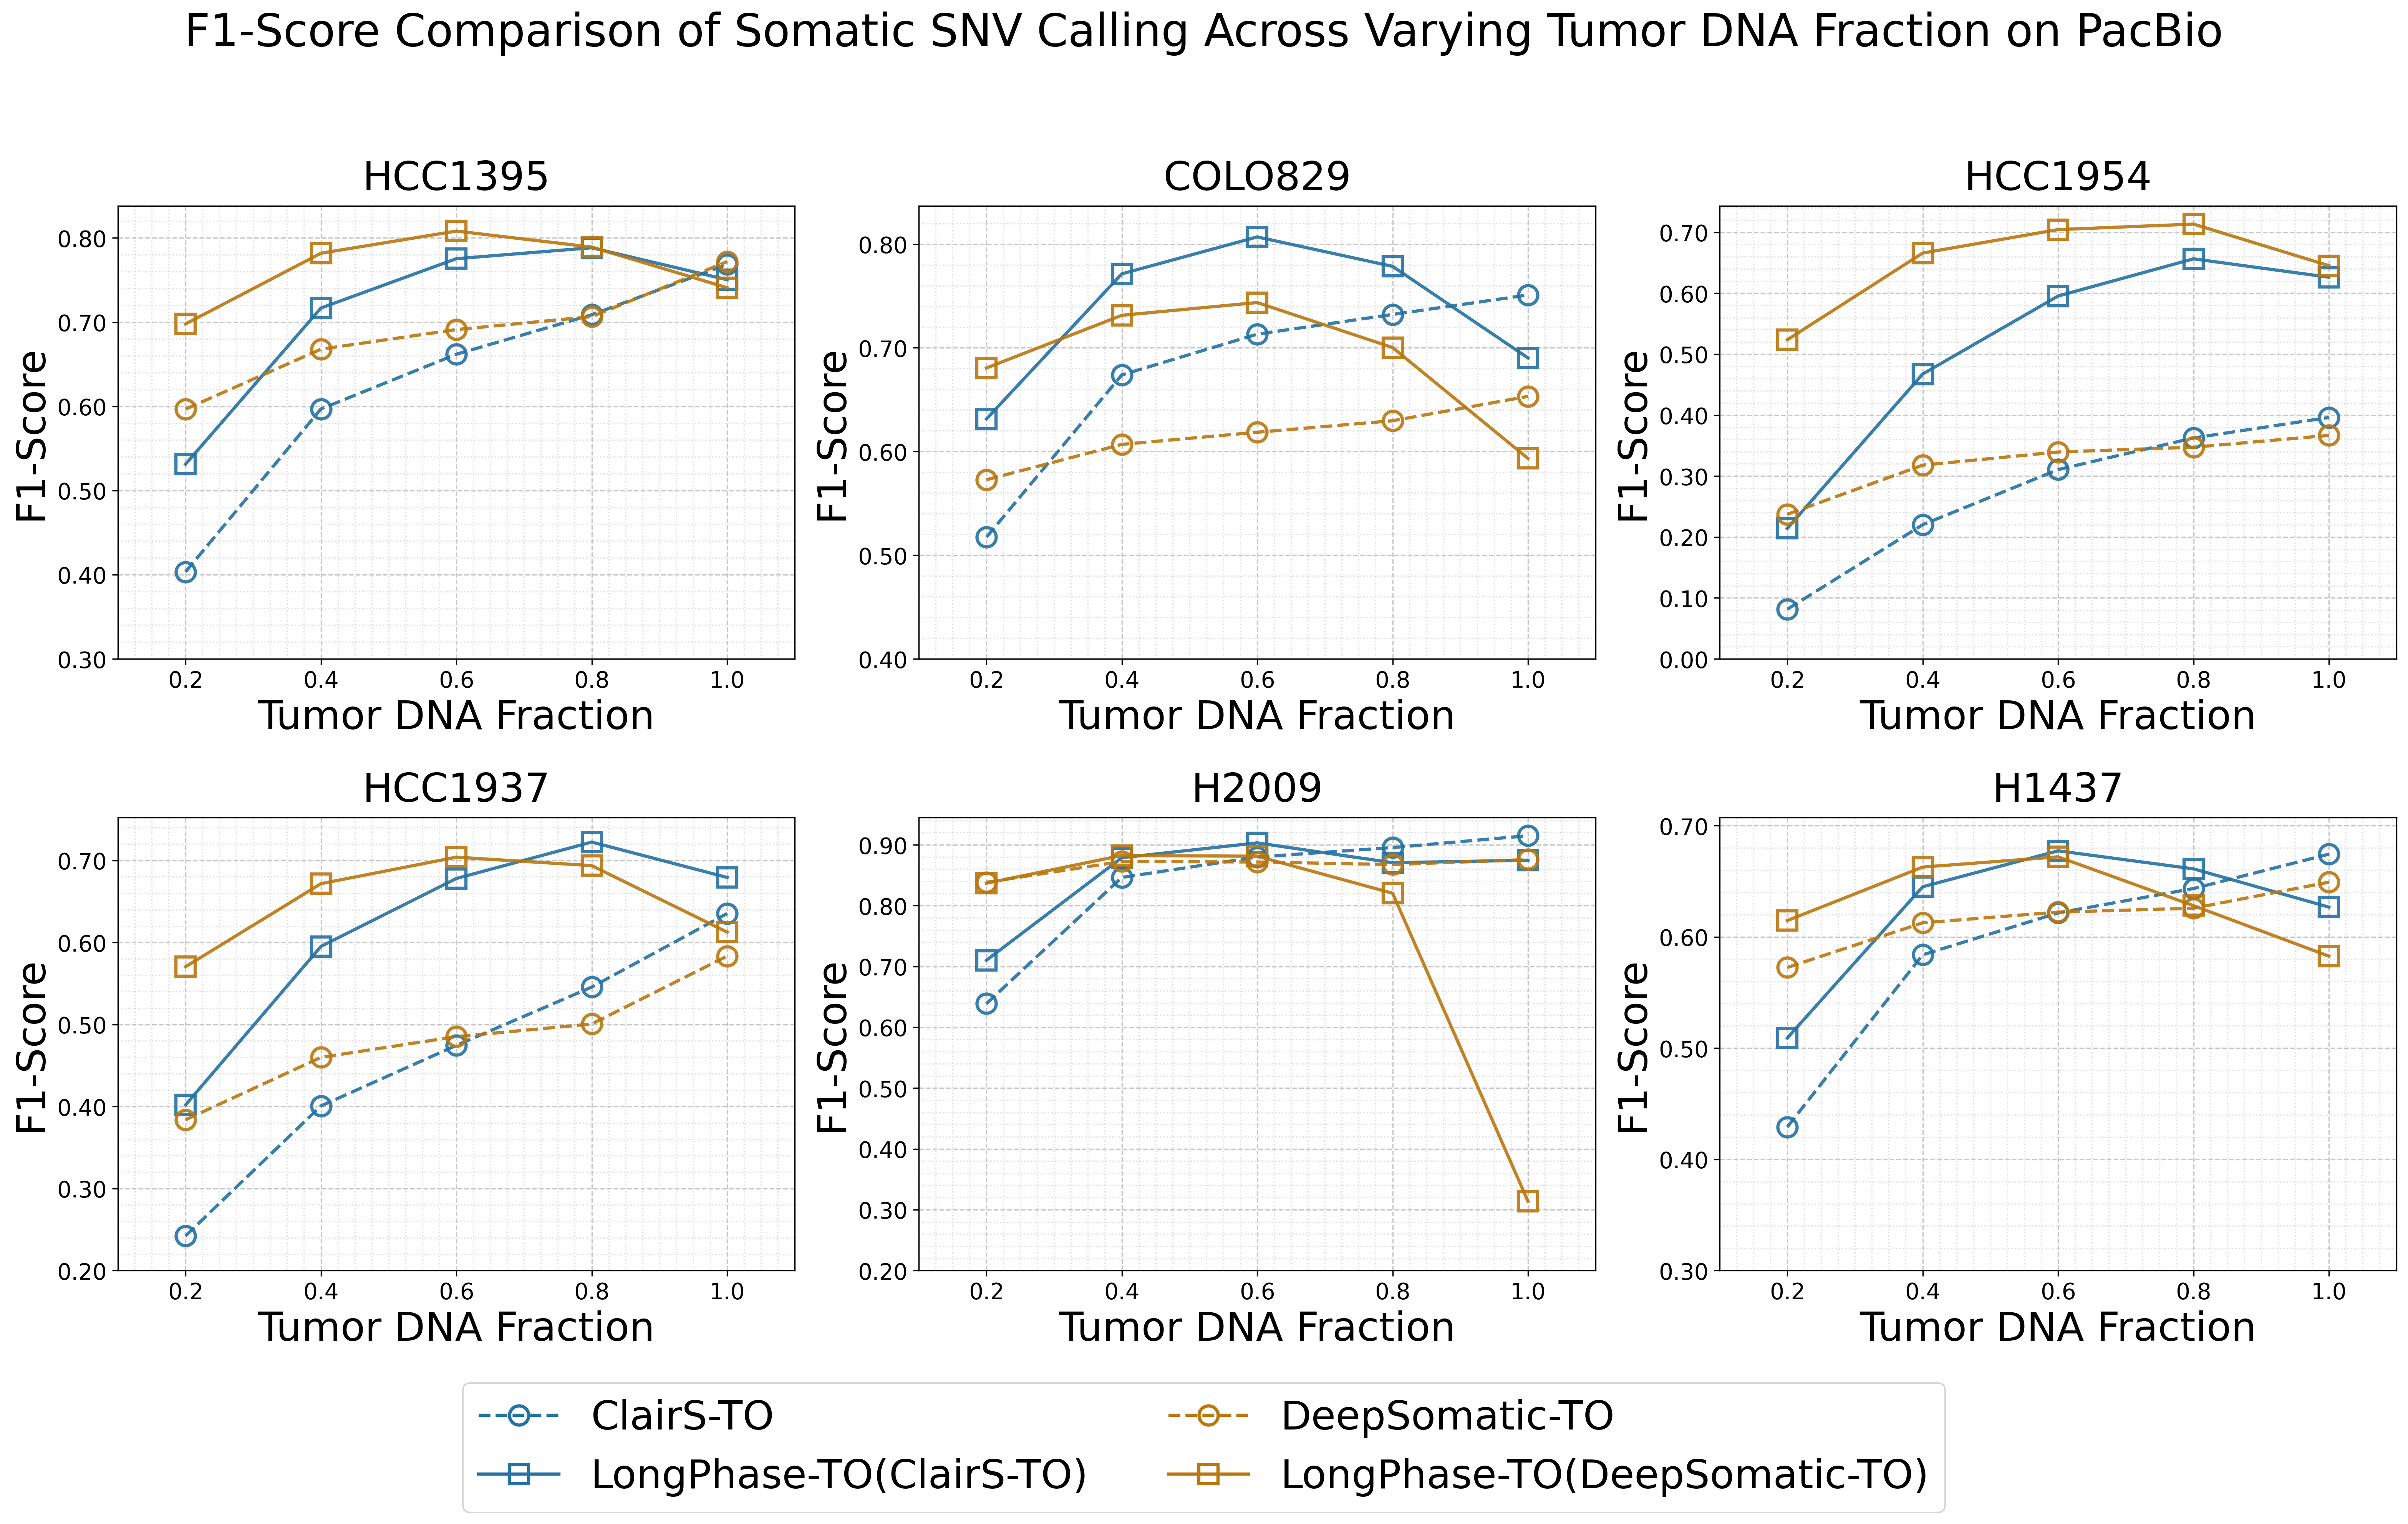 F1-Score Comparison of Somatic SNV Calling Across Varying Tumor DNA Fraction on PacBio
HCC1395
F1-Score
0.80
0.70
0.60
0.50
0.40
0.30
0.2 0.4 0.6 0.8 1.0
Tumor DNA Fraction
COLO829
F1-Score
0.80
0.70
0.60
0.50
0.40
0.2 0.4 0.6 0.8 1.0
Tumor DNA Fraction
HCC1954
F1-Score
0.70
0.60
0.50
0.40
0.30
0.20
0.10
0.00
0.2 0.4 0.6 0.8 1.0
Tumor DNA Fraction
HCC1937
F1-Score
0.70
0.60
0.50
0.40
0.30
0.20
0.2 0.4 0.6 0.8 1.0
Tumor DNA Fraction
H2009
F1-Score
0.90
0.80
0.70
0.60
0.50
0.40
0.30
0.20
0.2 0.4 0.6 0.8 1.0
Tumor DNA Fraction
H1437
F1-Score
0.70
0.60
0.50
0.40
0.30
0.2 0.4 0.6 0.8 1.0
Tumor DNA Fraction
ClairS-TO
LongPhase-TO(ClairS-TO)
DeepSomatic-TO
LongPhase-TO(DeepSomatic-TO)